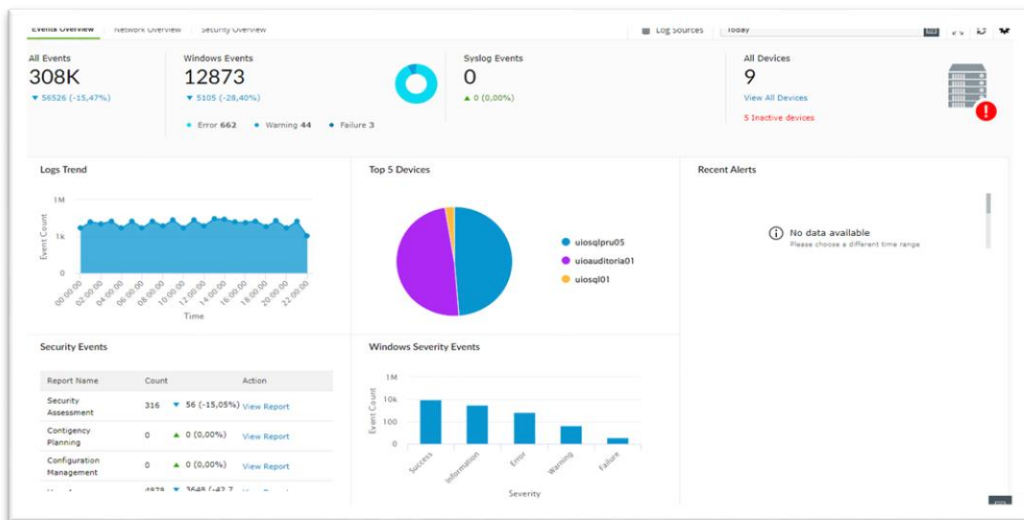 Events Overview Network Overview Security Overview Log Sources Today
All Events
308K
▼ 56526 (-15,47%)
Windows Events
12873
▼ 5105 (-28,40%)
Error 662 Warning 44 Failure 3
Syslog Events
0
▲ 0 (0,00%)
All Devices
9
View All Devices
5 Inactive devices
Logs Trend
1M
1k
0
Event Count
00 00:00
02 00:00
04 00:00
06 00:00
08 00:00
10 00:00
12 00:00
14 00:00
16 00:00
18 00:00
20 00:00
22 00:00
Time
Top 5 Devices
uiosqlpru05
uioauditoria01
uiosql01
Recent Alerts
No data available
Please choose a different time range
Security Events
Report Name Count Action
Security Assessment 316 ▼ 56 (-15,05%) View Report
Contigency Planning 0 ▲ 0 (0,00%) View Report
Configuration Management 0 ▲ 0 (0,00%) View Report
4879 ▼ 3648 (-42,7
Windows Severity Events
1M
10k
100
0
Event Count
Success
Information
Error
Warning
Failure
Severity